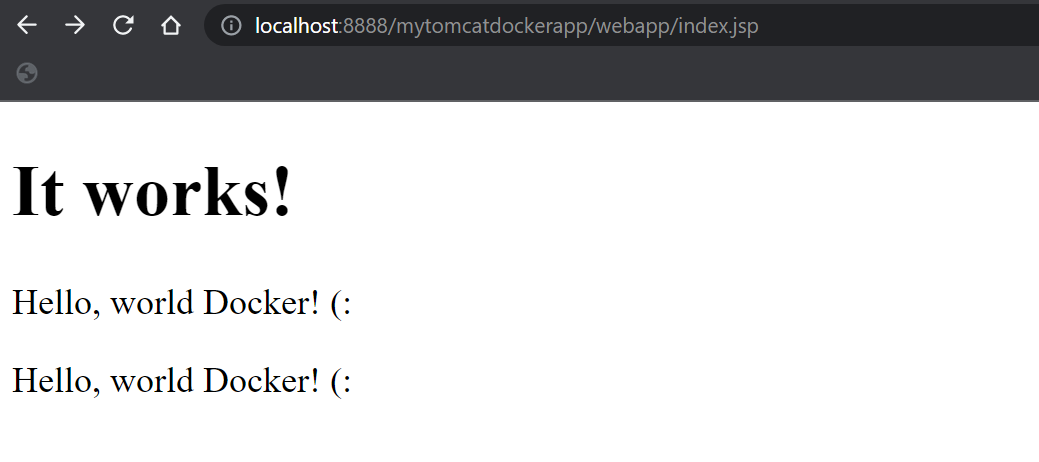 localhost:8888/mytomcatdockerapp/webapp/index.jsp
It works!
Hello, world Docker! (:
Hello, world Docker! (: